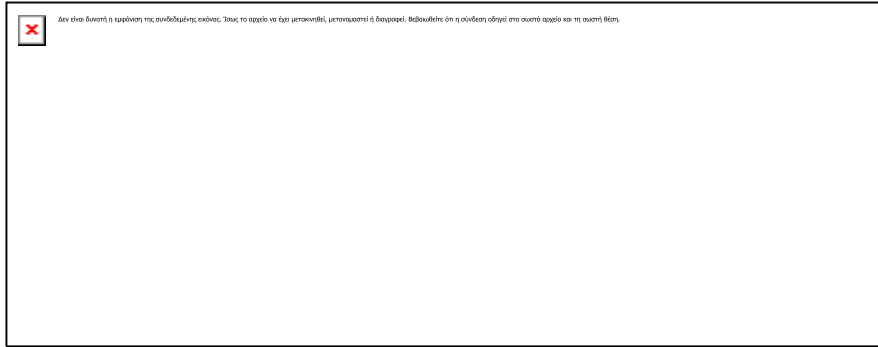 Δεν είναι δυνατή η εμφάνιση της συνδεδεμένης εικόνας. Ίσως το αρχείο να έχει μετακινηθεί, μετονομαστεί ή διαγραφεί. Βεβαιωθείτε ότι η σύνδεση οδηγεί στο σωστό αρχείο και τη σωστή θέση.